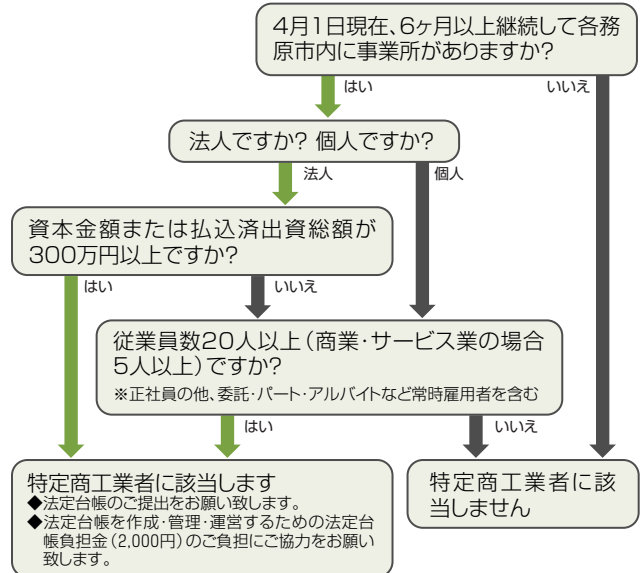 4月1日現在、6ヶ月以上継続して各務
原市内に事業所がありますか?
はい
いいえ
法人ですか? 個人ですか?
法人
個人
資本金額または払込済出資総額が
300万円以上ですか?
はい
いいえ
従業員数20人以上(商業・サービス業の場合
5人以上)ですか?
※正社員の他、委託・パート・アルバイトなど常時雇用者を含む
はい
いいえ
特定商工業者に該当します
◆法定台帳のご提出をお願い致します。
◆法定台帳を作成・管理・運営するための法定台
帳負担金(2,000円)のご負担にご協力をお願い
致します。
特定商工業者に該
当しません